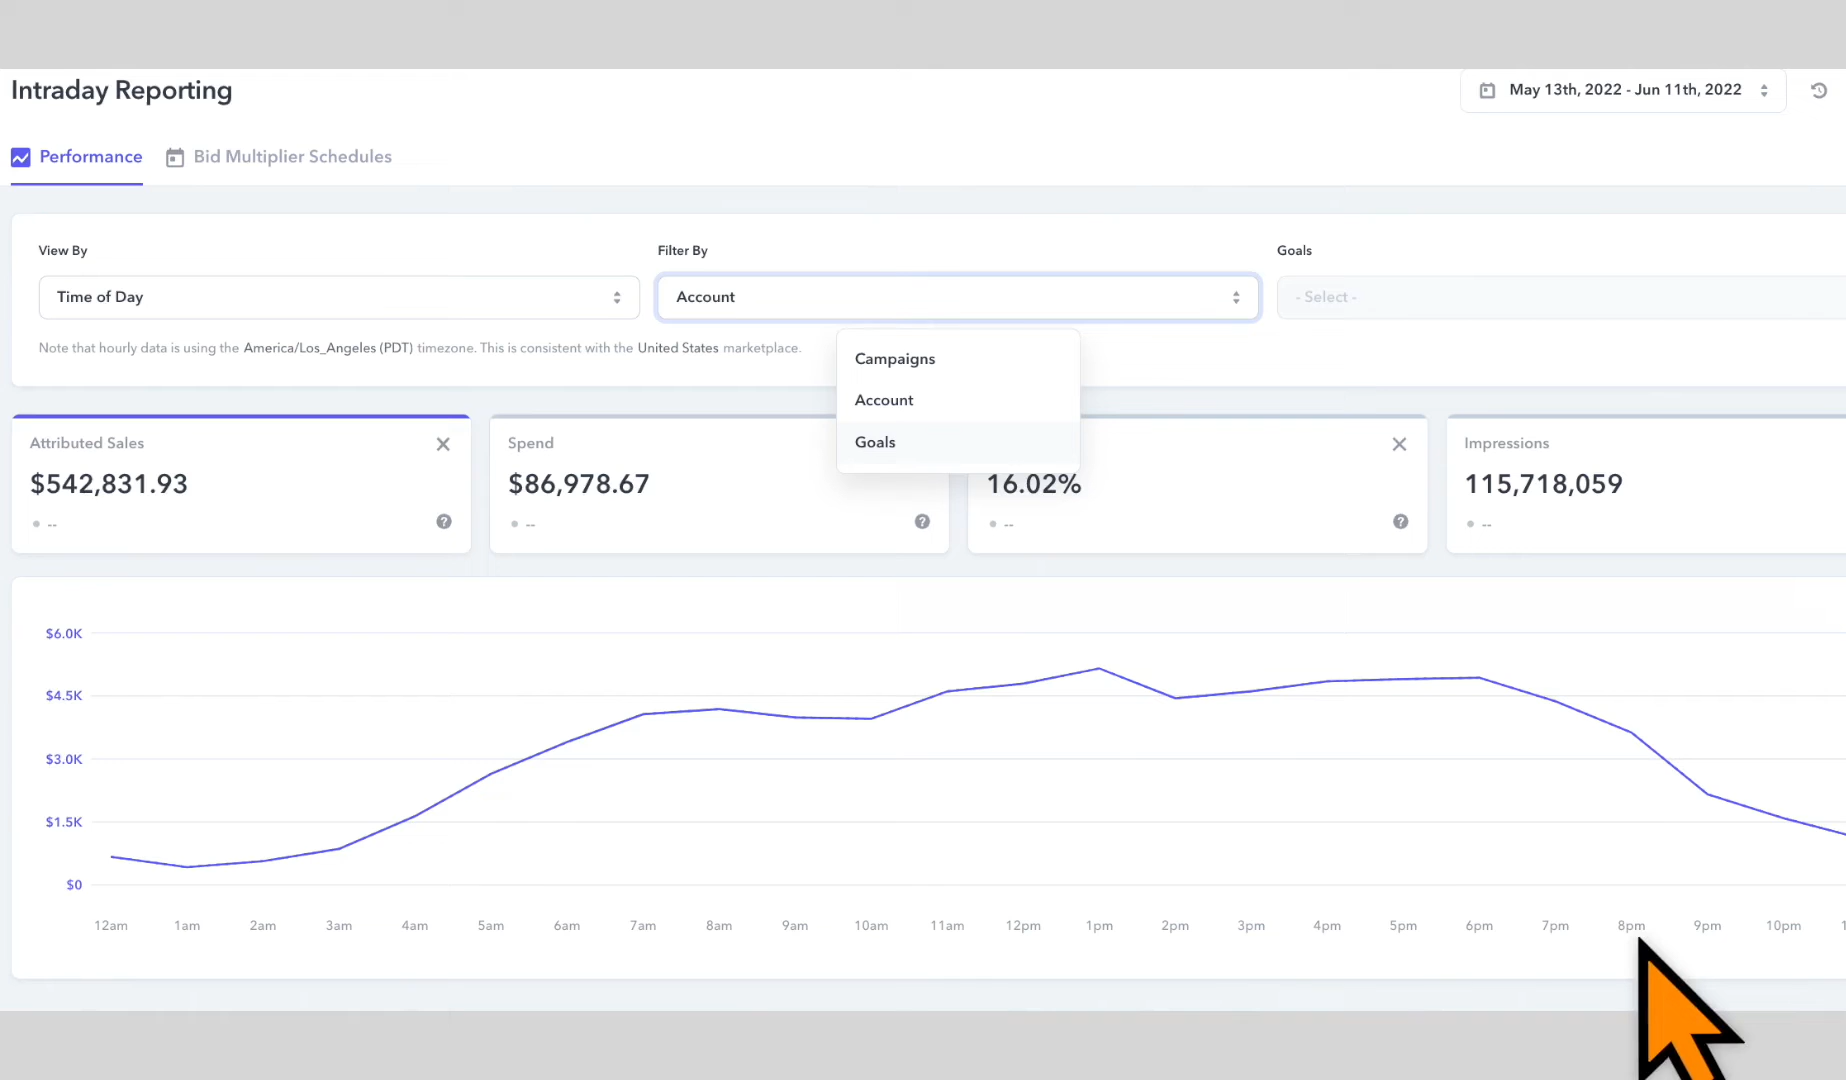 Intraday Reporting
May 13th, 2022 - Jun 11th, 2022
Performance
Bid Multiplier Schedules
View By
Filter By
Goals
Time of Day
Account
- Select -
Note that hourly data is using the America/Los_Angeles (PDT) timezone. This is consistent with the United States marketplace.
Campaigns
Account
Goals
Attributed Sales
Spend
Impressions
$542,831.93
$86,978.67
16.02%
115,718,059
--
--
--
--
$6.0K
$4.5K
$3.0K
$1.5K
$0
12am 1am 2am 3am 4am 5am 6am 7am 8am 9am 10am 11am 12pm 1pm 2pm 3pm 4pm 5pm 6pm 7pm 8pm 9pm 10pm